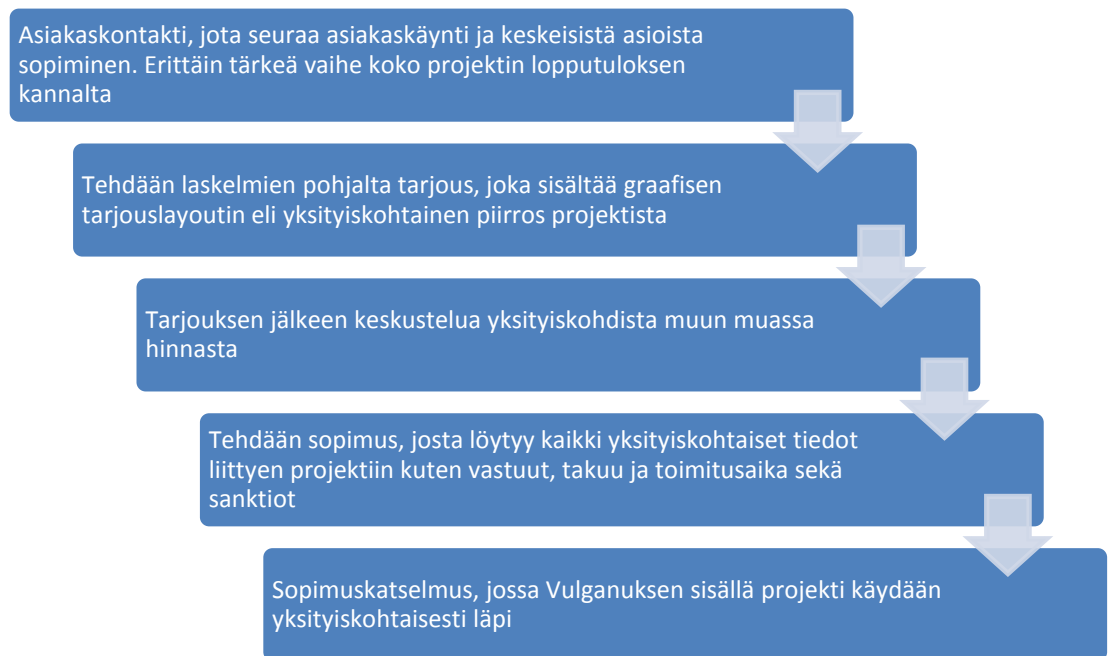 Asiakaskontakti, jota seuraa asiakaskäynti ja keskeisistä asioista
sopiminen. Erittäin tärkeä vaihe koko projektin lopputuloksen
kannalta
Tehdään laskelmien pohjalta tarjous, joka sisältää graafisen
tarjouslayoutin eli yksityiskohtainen piirros projektista
Tarjouksen jälkeen keskustelua yksityiskohdista muun muassa
hinnasta
Tehdään sopimus, josta löytyy kaikki yksityiskohtaiset tiedot
liittyen projektiin kuten vastuut, takuu ja toimitusaika sekä
sanktiot
Sopimuskatselmus, jossa Vulganuksen sisällä projekti käydään
yksityiskohtaisesti läpi